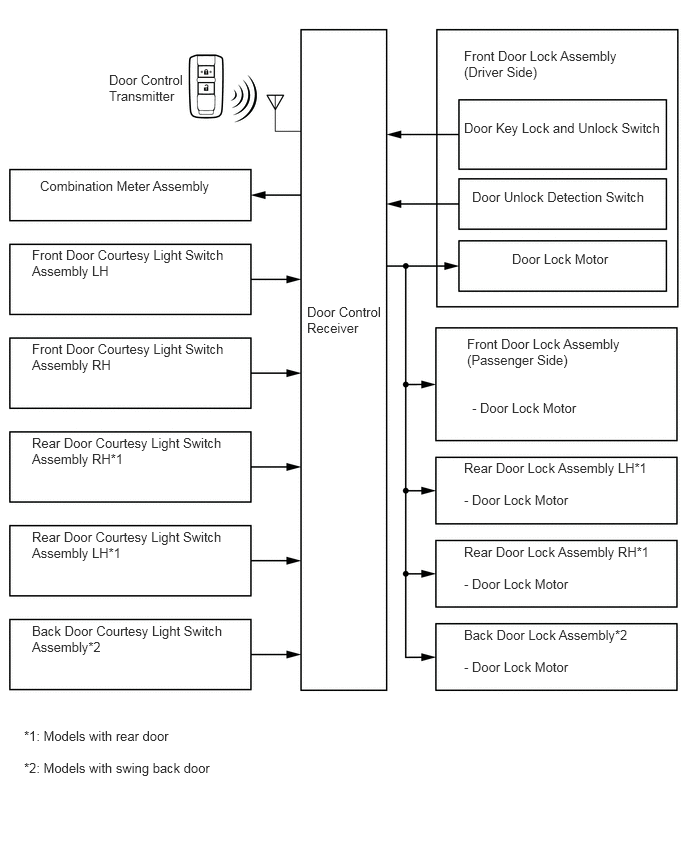 Door Control
Transmitter
Combination Meter Assembly
Front Door Courtesy Light Switch
Assembly LH
Front Door Courtesy Light Switch
Assembly RH
Rear Door Courtesy Light Switch
Assembly RH*1
Rear Door Courtesy Light Switch
Assembly LH*1
Back Door Courtesy Light Switch
Assembly*2
Door Control
Receiver
Front Door Lock Assembly
(Driver Side)
Door Key Lock and Unlock Switch
Door Unlock Detection Switch
Door Lock Motor
Front Door Lock Assembly
(Passenger Side)
- Door Lock Motor
Rear Door Lock Assembly LH*1
- Door Lock Motor
Rear Door Lock Assembly RH*1
- Door Lock Motor
Back Door Lock Assembly*2
- Door Lock Motor
*1: Models with rear door
*2: Models with swing back door